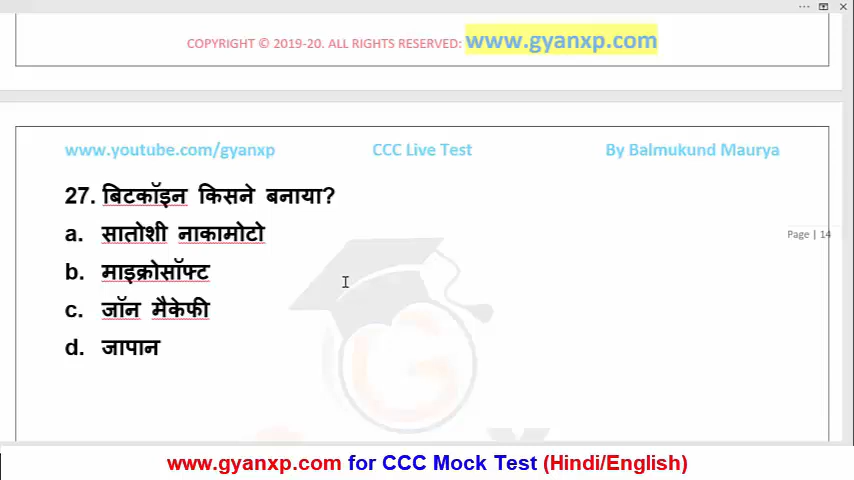 COPYRIGHT © 2019-20. ALL RIGHTS RESERVED: www.gyanxp.com
www.youtube.com/gyanxp CCC Live Test By Balmukund Maurya
27. बिटकॉइन किसने बनाया?
a. सातोशी नाकामोटो
Page | 14
b. माइक्रोसॉफ्ट
c. जॉन मैकेफी
d. जापान
www.gyanxp.com for CCC Mock Test (Hindi/English)